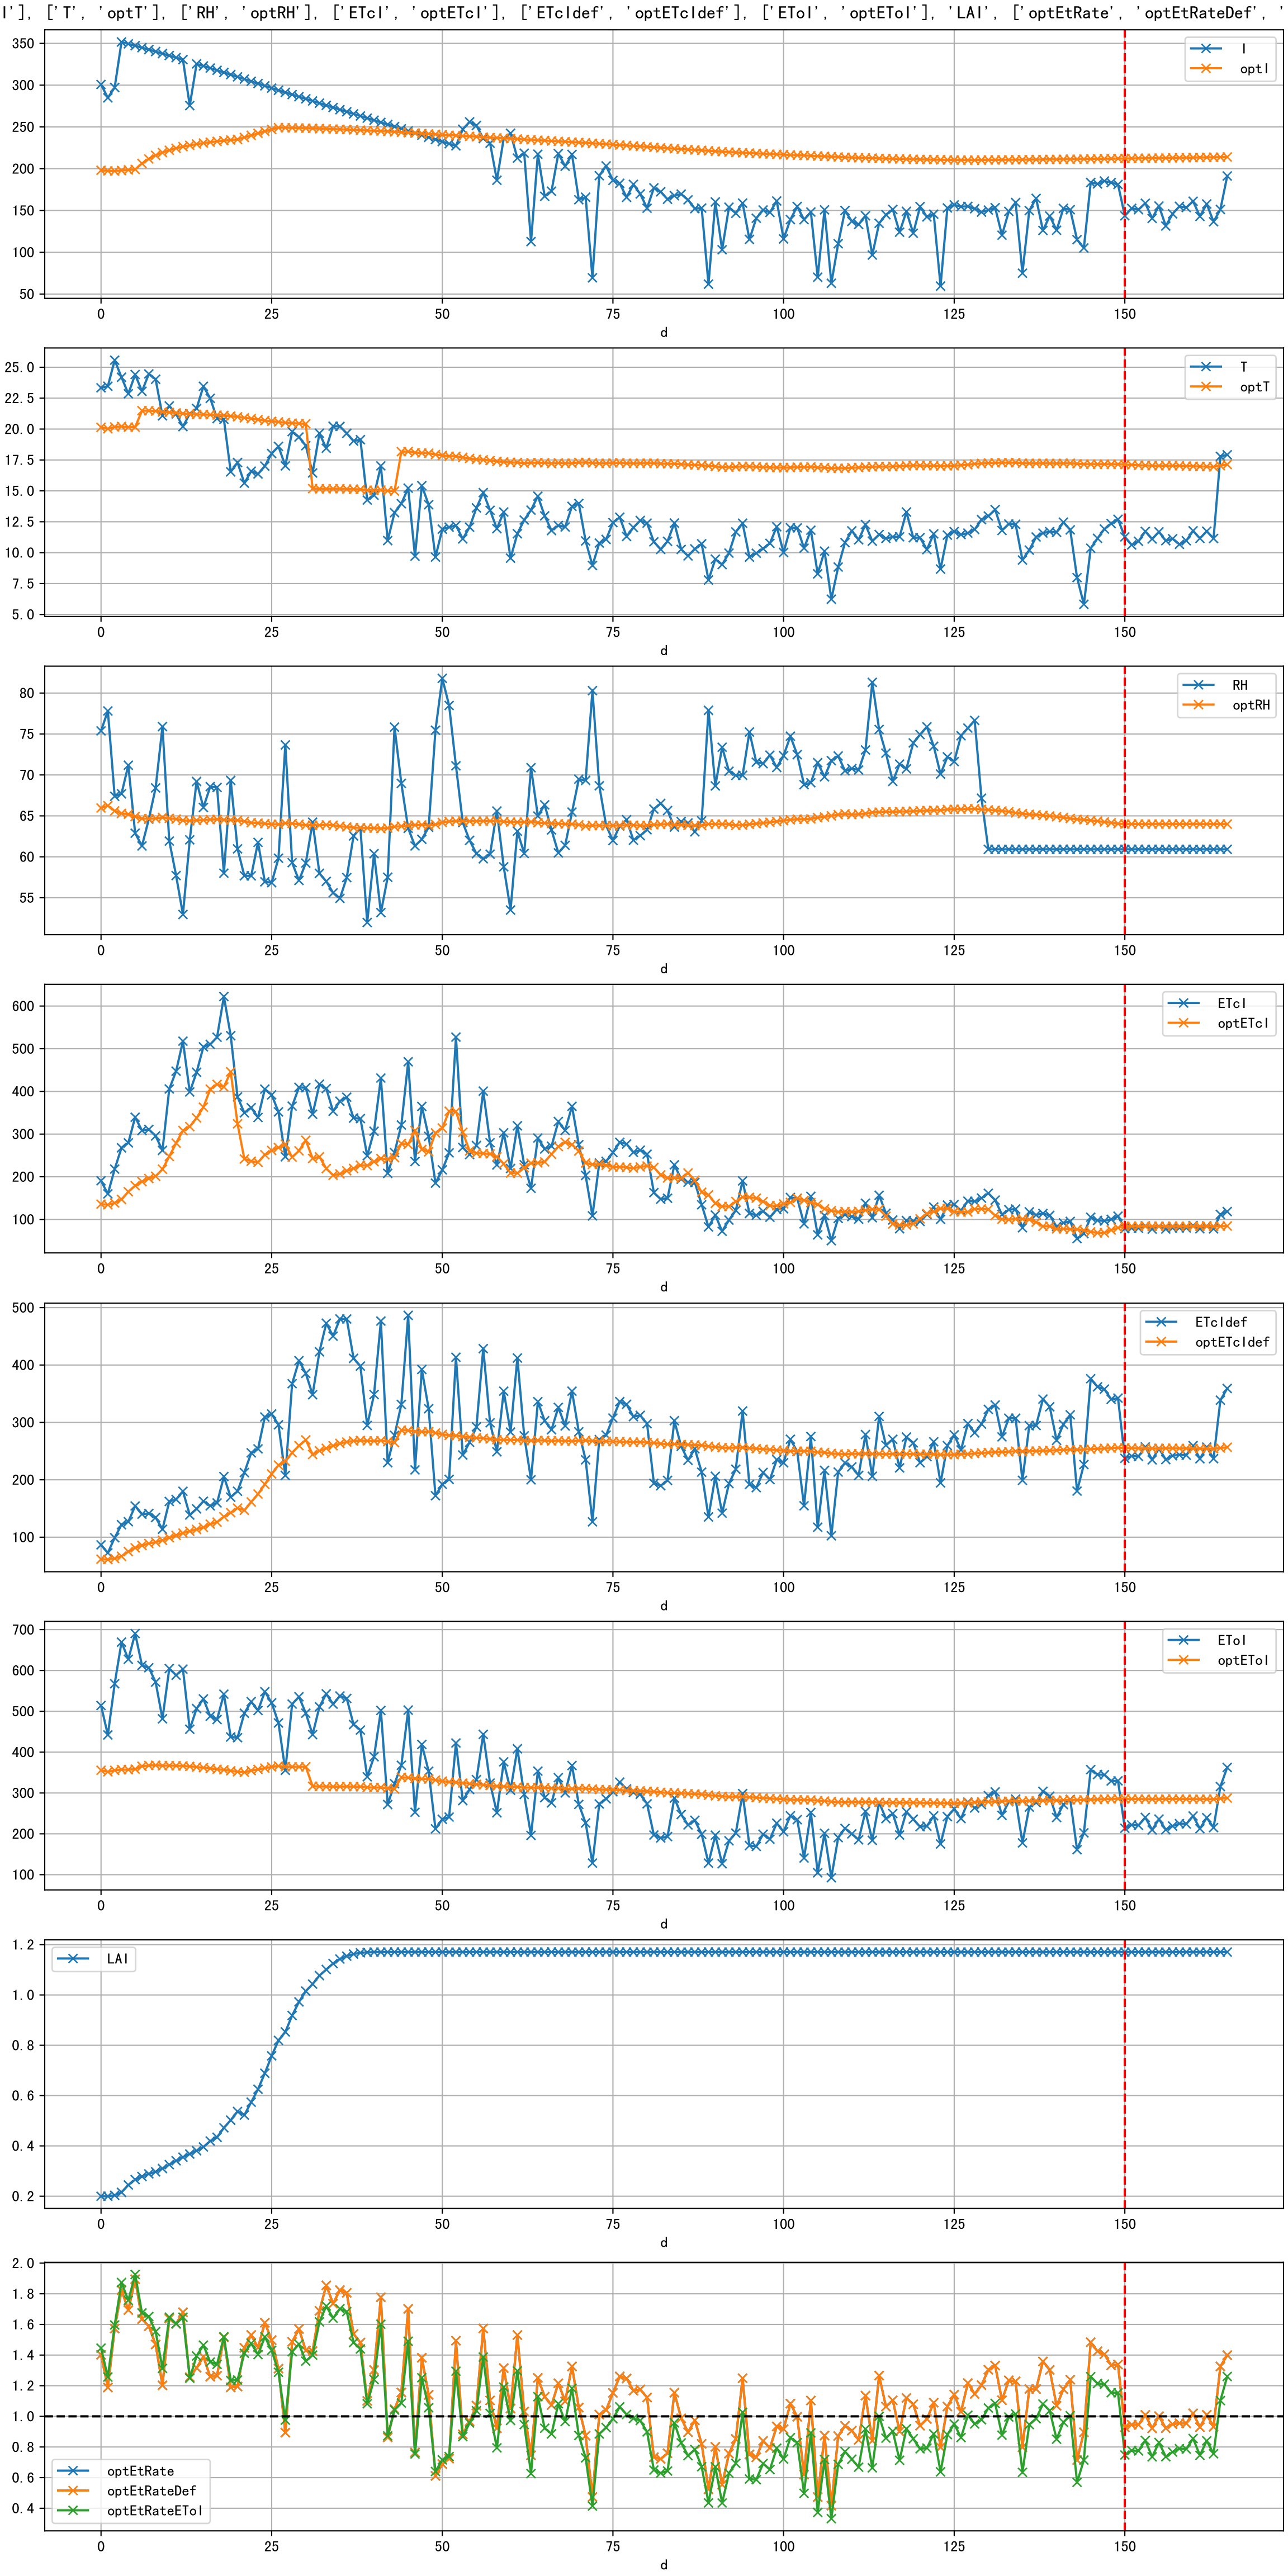 I'], ['T', 'optT'], ['RH', 'optRH'], ['ETcI', 'optETcI'], ['ETcIdef', 'optETcIdef'], ['EToI', 'optEToI'], 'LAI', ['optEtRate', 'optEtRateDef', '
350
300
250
200
150
100
50
I
optI
0 25 50 75 100 125 150
d
25.0
22.5
20.0
17.5
15.0
12.5
10.0
7.5
5.0
T
optT
0 25 50 75 100 125 150
d
80
75
70
65
60
55
RH
optRH
0 25 50 75 100 125 150
d
600
500
400
300
200
100
ETcI
optETcI
0 25 50 75 100 125 150
d
500
400
300
200
100
ETcIdef
optETcIdef
0 25 50 75 100 125 150
d
700
600
500
400
300
200
100
EToI
optEToI
0 25 50 75 100 125 150
d
1.2
1.0
0.8
0.6
0.4
0.2
LAI
0 25 50 75 100 125 150
d
2.0
1.8
1.6
1.4
1.2
1.0
0.8
0.6
0.4
optEtRate
optEtRateDef
optEtRateEToI
0 25 50 75 100 125 150
d